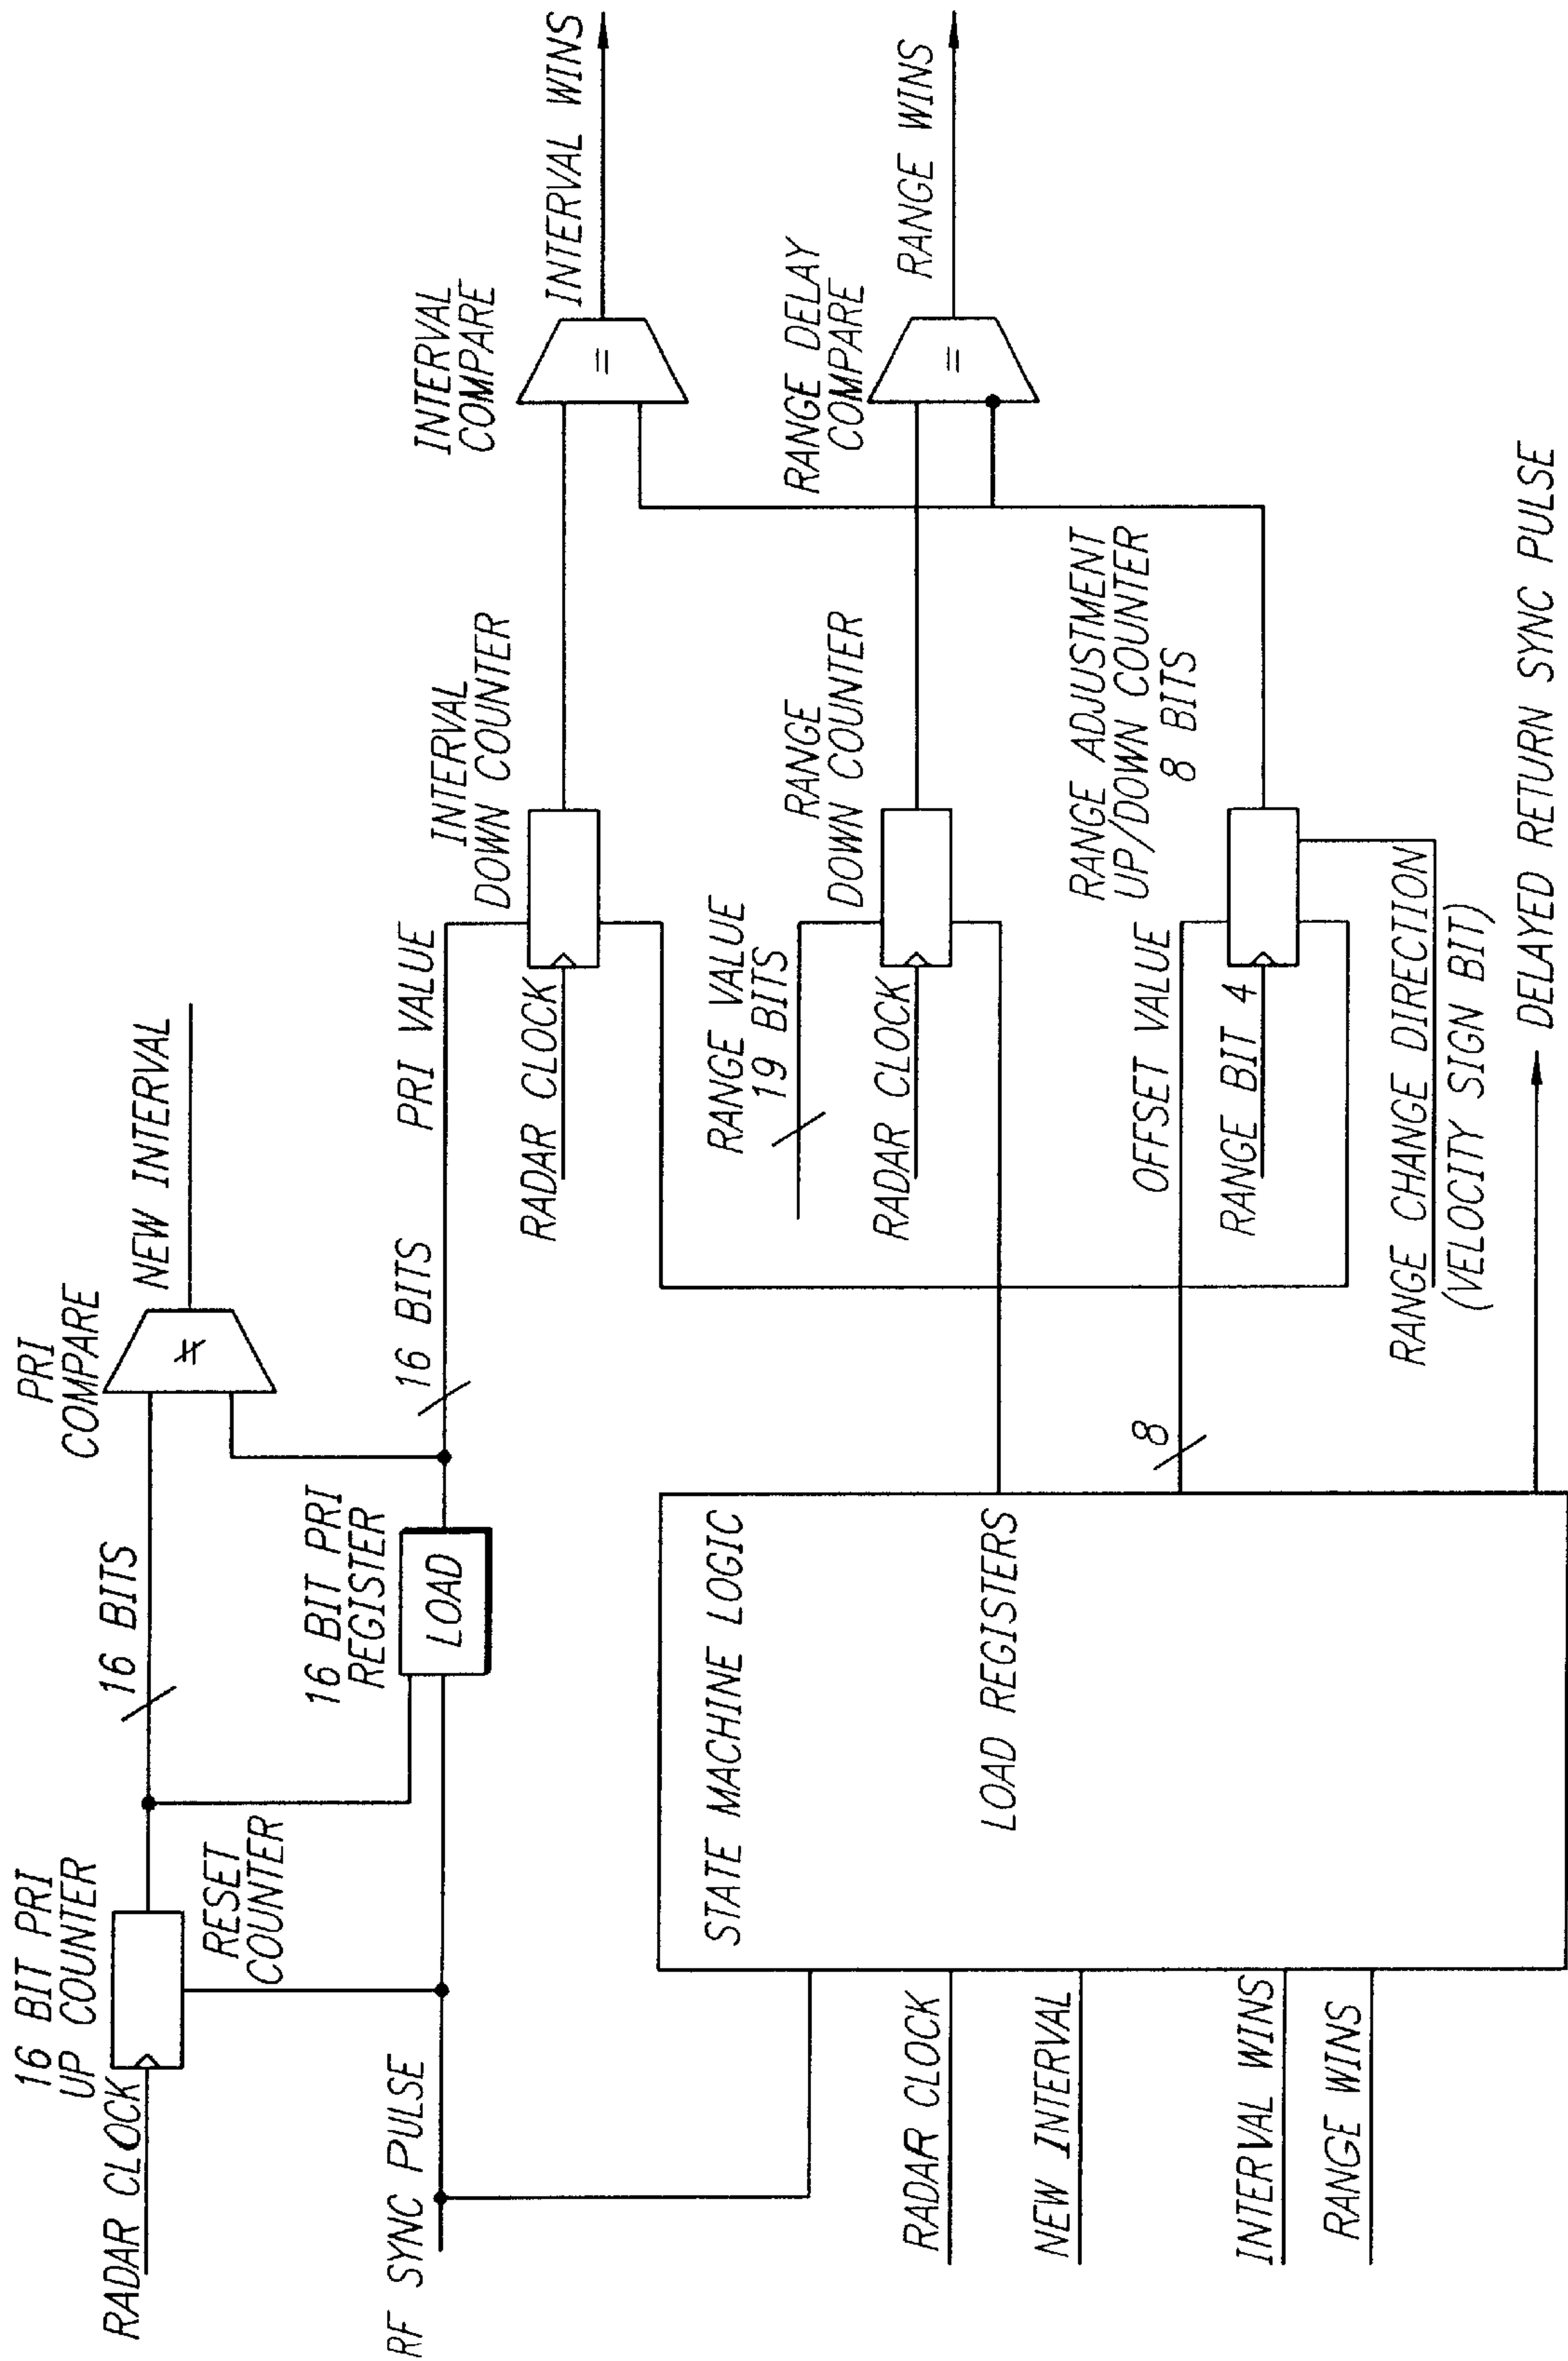 16 BIT PRI
UP COUNTER
RADAR CLOCK
RESET
COUNTER
RF SYNC PULSE
16 BITS
16 BIT PRI
REGISTER
LOAD
PRI
COMPARE
≠
NEW INTERVAL
16 BITS
PRI VALUE
INTERVAL
DOWN COUNTER
RADAR CLOCK
INTERVAL
COMPARE
=
INTERVAL WINS
RANGE VALUE
19 BITS
RANGE
DOWN COUNTER
RADAR CLOCK
RANGE DELAY
COMPARE
=
RANGE WINS
RANGE ADJUSTMENT
UP/DOWN COUNTER
8 BITS
OFFSET VALUE
8
RANGE BIT 4
RANGE CHANGE DIRECTION
(VELOCITY SIGN BIT)
STATE MACHINE LOGIC
LOAD REGISTERS
RADAR CLOCK
NEW INTERVAL
INTERVAL WINS
RANGE WINS
DELAYED RETURN SYNC PULSE